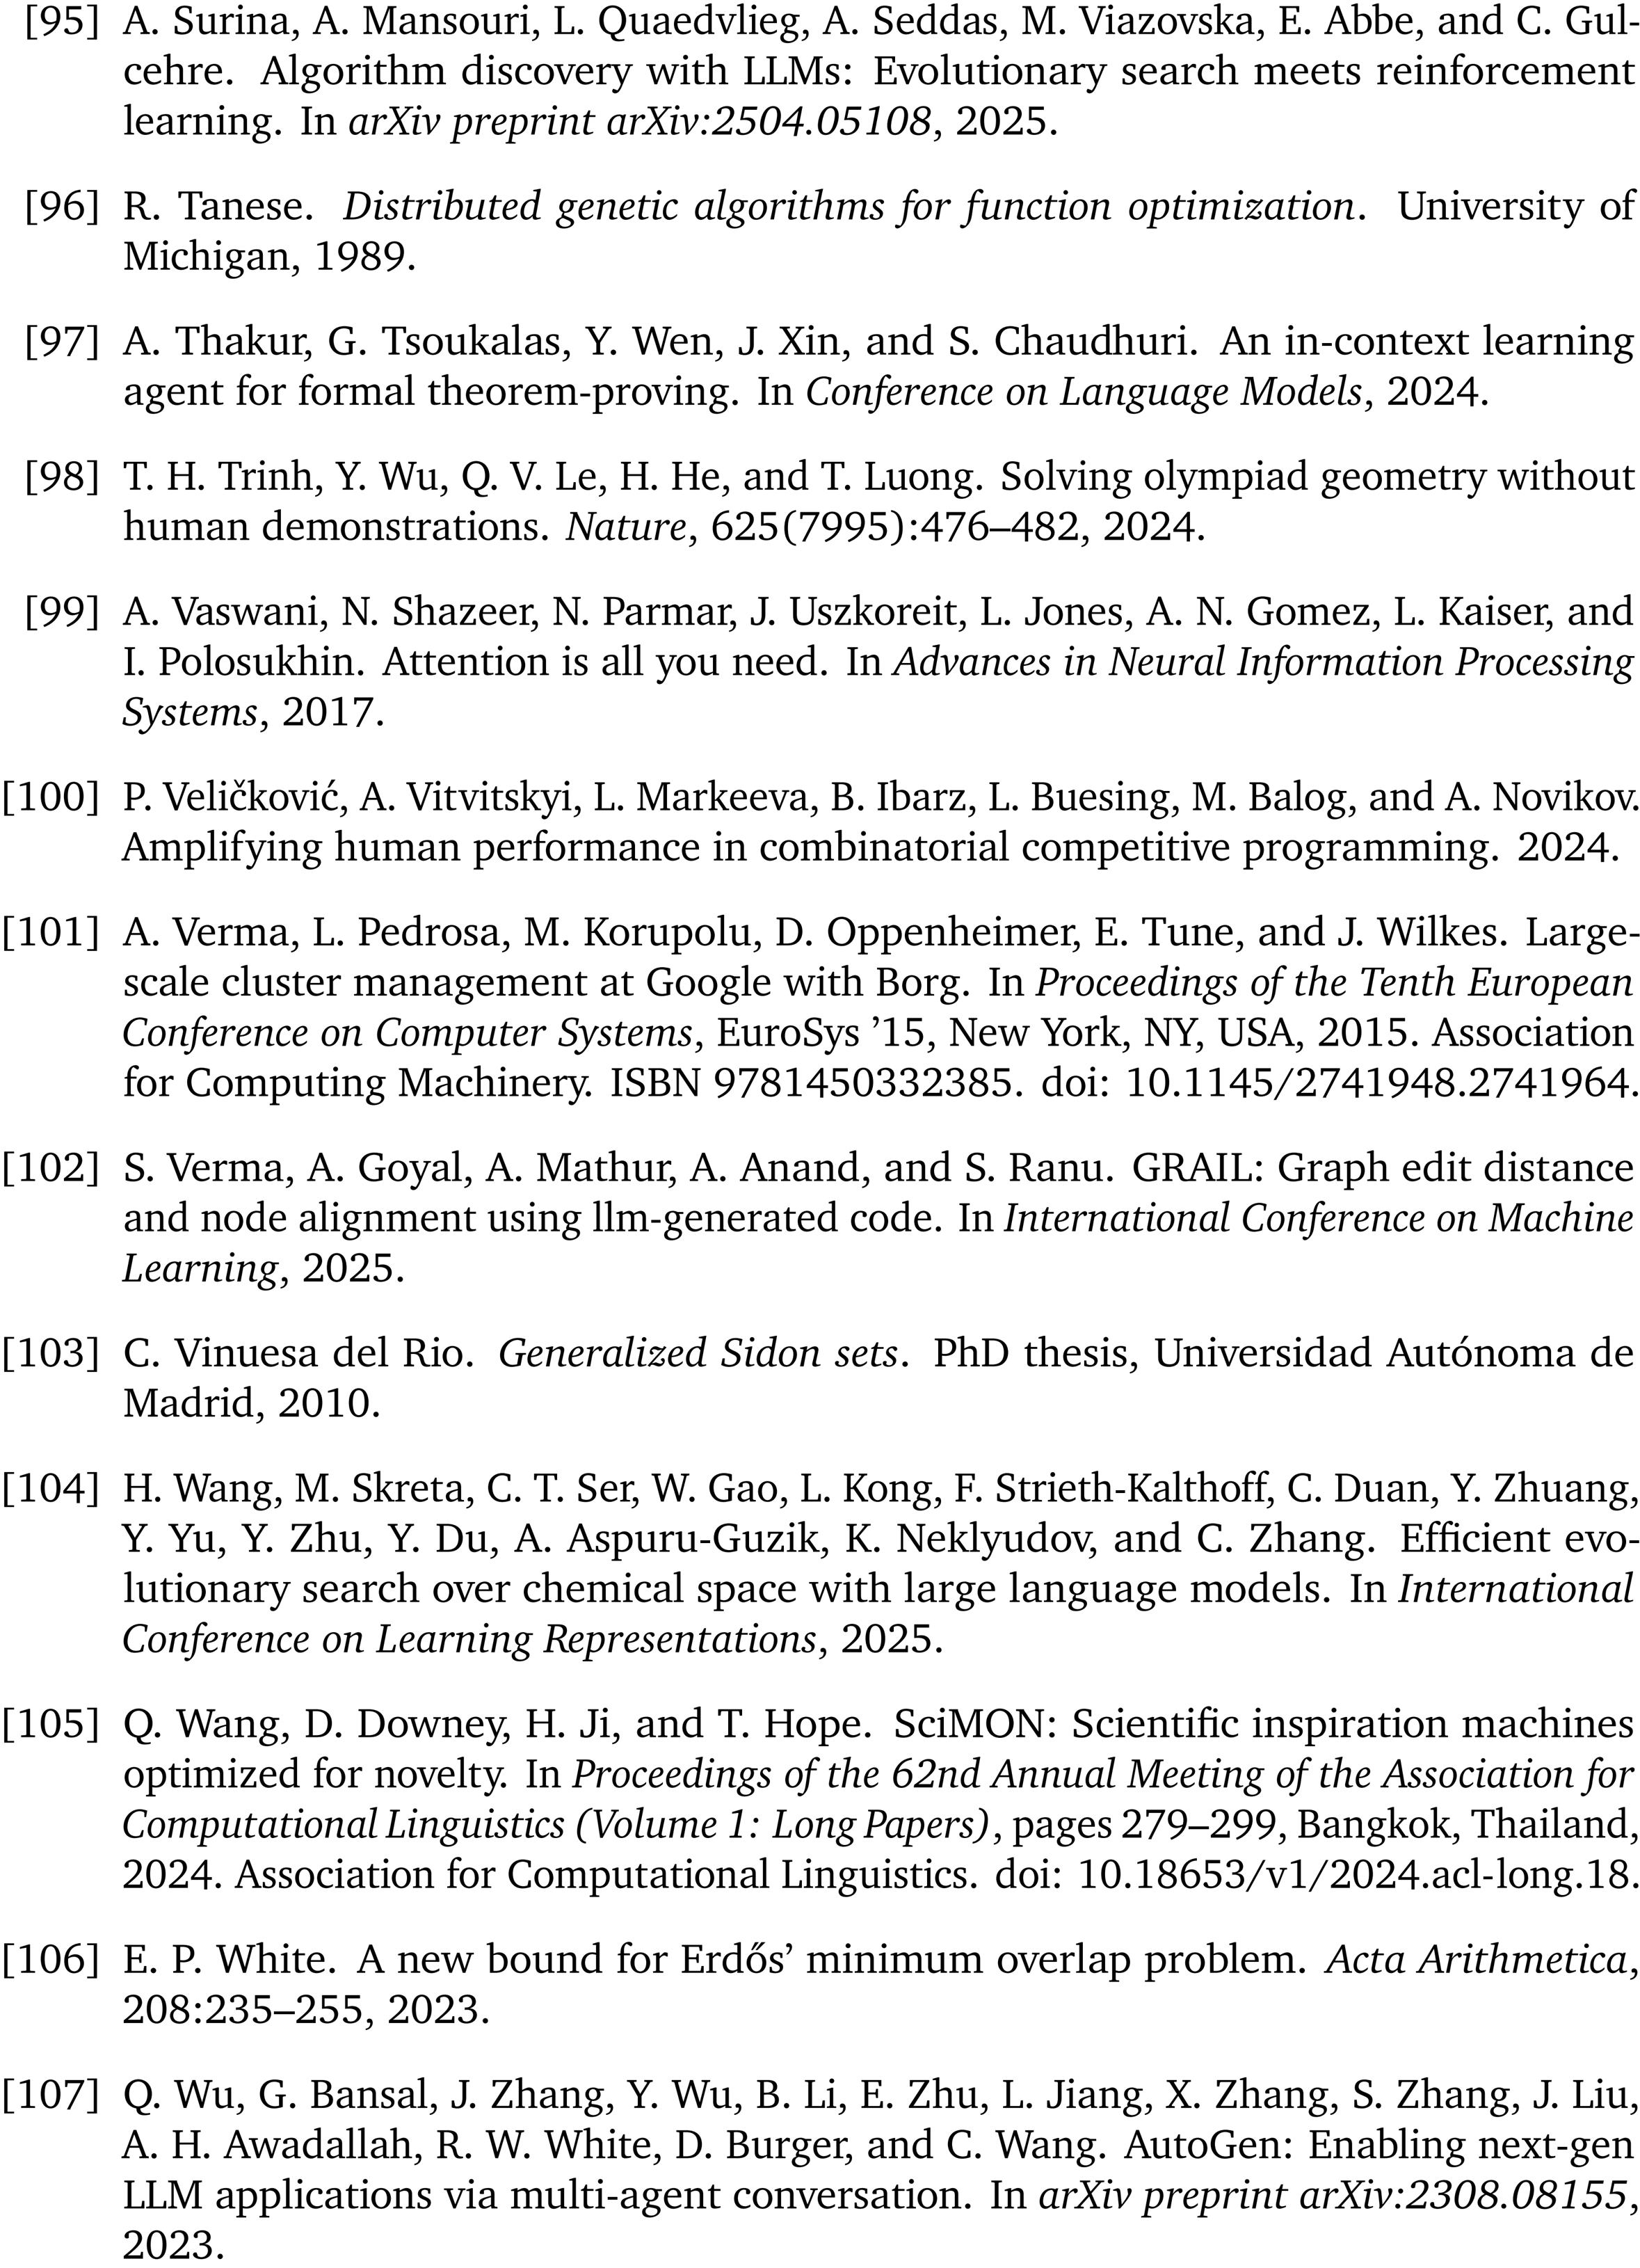 [95] A. Surina, A. Mansouri, L. Quaedvlieg, A. Seddas, M. Viazovska, E. Abbe, and C. Gul-
cehre. Algorithm discovery with LLMs: Evolutionary search meets reinforcement
learning. In arXiv preprint arXiv:2504.05108, 2025.
[96] R. Tanese. Distributed genetic algorithms for function optimization. University of
Michigan, 1989.
[97] A. Thakur, G. Tsoukalas, Y. Wen, J. Xin, and S. Chaudhuri. An in-context learning
agent for formal theorem-proving. In Conference on Language Models, 2024.
[98] T. H. Trinh, Y. Wu, Q. V. Le, H. He, and T. Luong. Solving olympiad geometry without
human demonstrations. Nature, 625(7995):476–482, 2024.
[99] A. Vaswani, N. Shazeer, N. Parmar, J. Uszkoreit, L. Jones, A. N. Gomez, L. Kaiser, and
I. Polosukhin. Attention is all you need. In Advances in Neural Information Processing
Systems, 2017.
[100] P. Veličković, A. Vitvitskyi, L. Markeeva, B. Ibarz, L. Buesing, M. Balog, and A. Novikov.
Amplifying human performance in combinatorial competitive programming. 2024.
[101] A. Verma, L. Pedrosa, M. Korupolu, D. Oppenheimer, E. Tune, and J. Wilkes. Large-
scale cluster management at Google with Borg. In Proceedings of the Tenth European
Conference on Computer Systems, EuroSys ’15, New York, NY, USA, 2015. Association
for Computing Machinery. ISBN 9781450332385. doi: 10.1145/2741948.2741964.
[102] S. Verma, A. Goyal, A. Mathur, A. Anand, and S. Ranu. GRAIL: Graph edit distance
and node alignment using llm-generated code. In International Conference on Machine
Learning, 2025.
[103] C. Vinuesa del Rio. Generalized Sidon sets. PhD thesis, Universidad Autónoma de
Madrid, 2010.
[104] H. Wang, M. Skreta, C. T. Ser, W. Gao, L. Kong, F. Strieth-Kalthoff, C. Duan, Y. Zhuang,
Y. Yu, Y. Zhu, Y. Du, A. Aspuru-Guzik, K. Neklyudov, and C. Zhang. Efficient evo-
lutionary search over chemical space with large language models. In International
Conference on Learning Representations, 2025.
[105] Q. Wang, D. Downey, H. Ji, and T. Hope. SciMON: Scientific inspiration machines
optimized for novelty. In Proceedings of the 62nd Annual Meeting of the Association for
Computational Linguistics (Volume 1: Long Papers), pages 279–299, Bangkok, Thailand,
2024. Association for Computational Linguistics. doi: 10.18653/v1/2024.acl-long.18.
[106] E. P. White. A new bound for Erdős’ minimum overlap problem. Acta Arithmetica,
208:235–255, 2023.
[107] Q. Wu, G. Bansal, J. Zhang, Y. Wu, B. Li, E. Zhu, L. Jiang, X. Zhang, S. Zhang, J. Liu,
A. H. Awadallah, R. W. White, D. Burger, and C. Wang. AutoGen: Enabling next-gen
LLM applications via multi-agent conversation. In arXiv preprint arXiv:2308.08155,
2023.